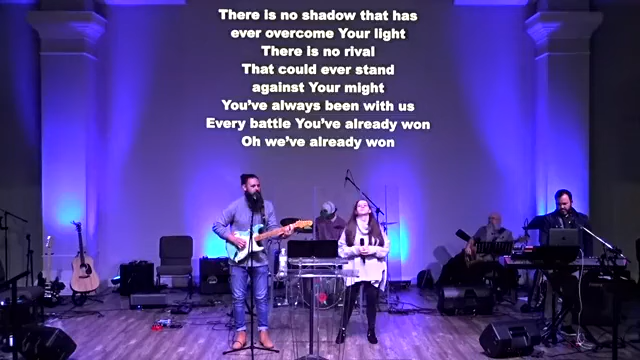 There is no shadow that has
ever overcome Your light
There is no rival
That could ever stand
against Your might
You've always been with us
Every battle You've already won
Oh we've already won